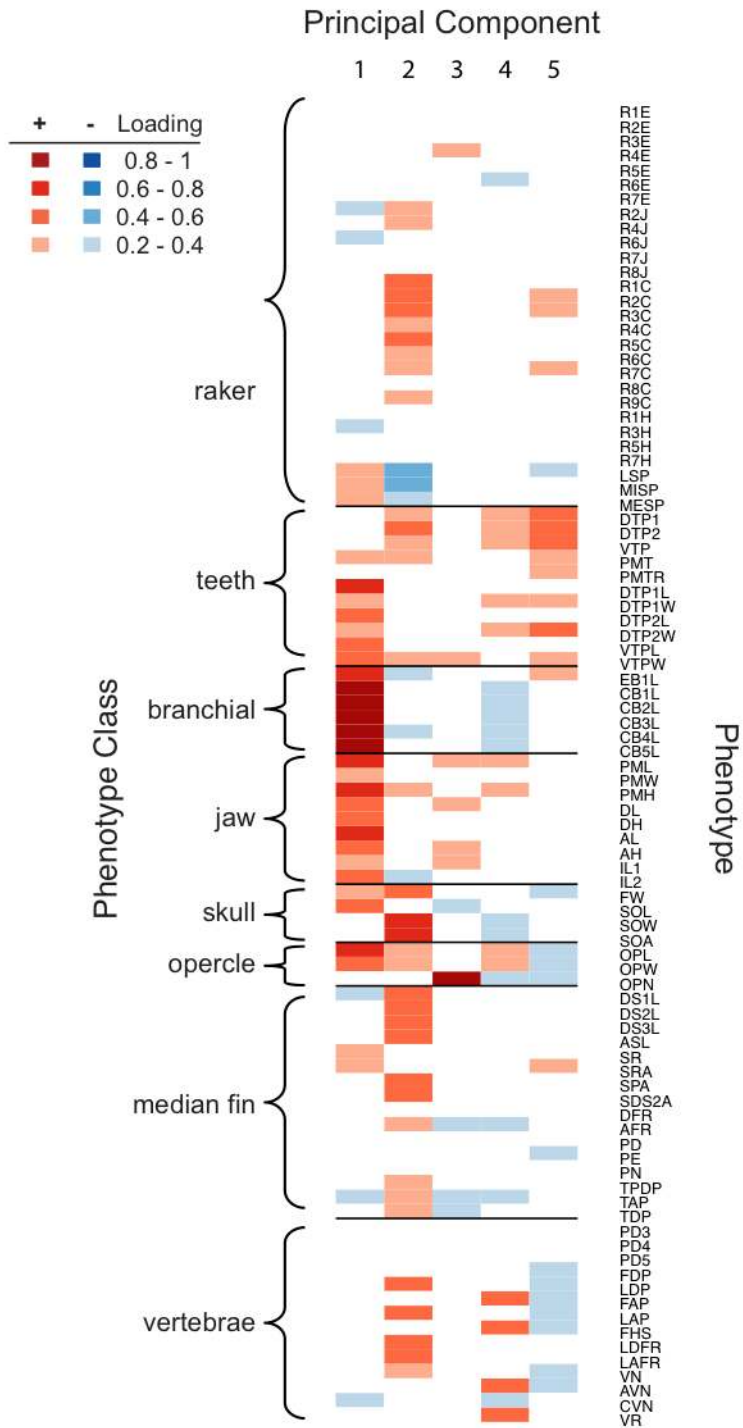 Principal Component
1 2 3 4 5
+ - Loading
0.8 - 1
0.6 - 0.8
0.4 - 0.6
0.2 - 0.4
Phenotype Class
raker
teeth
branchial
jaw
skull
opercle
median fin
vertebrae
R1E
R2E
R3E
R4E
R5E
R6E
R7E
R2J
R4J
R6J
R7J
R8J
R1C
R2C
R3C
R4C
R5C
R6C
R7C
R8C
R9C
R1H
R3H
R5H
R7H
LSP
MISP
MESP
DTP1
DTP2
VTP
PMT
PMTR
DTP1L
DTP1W
DTP2L
DTP2W
VTPL
VTPW
EB1L
CB1L
CB2L
CB3L
CB4L
CB5L
PML
PMW
PMH
DL
DH
AL
AH
IL1
IL2
FW
SOL
SOW
SOA
OPL
OPW
OPN
DS1L
DS2L
DS3L
ASL
SR
SRA
SPA
SDS2A
DFR
AFR
PD
PE
PN
TPDP
TAP
TDP
PD3
PD4
PD5
FDP
LDP
FAP
LAP
FHS
LDFR
LAFR
VN
AVN
CVN
VR
Phenotype